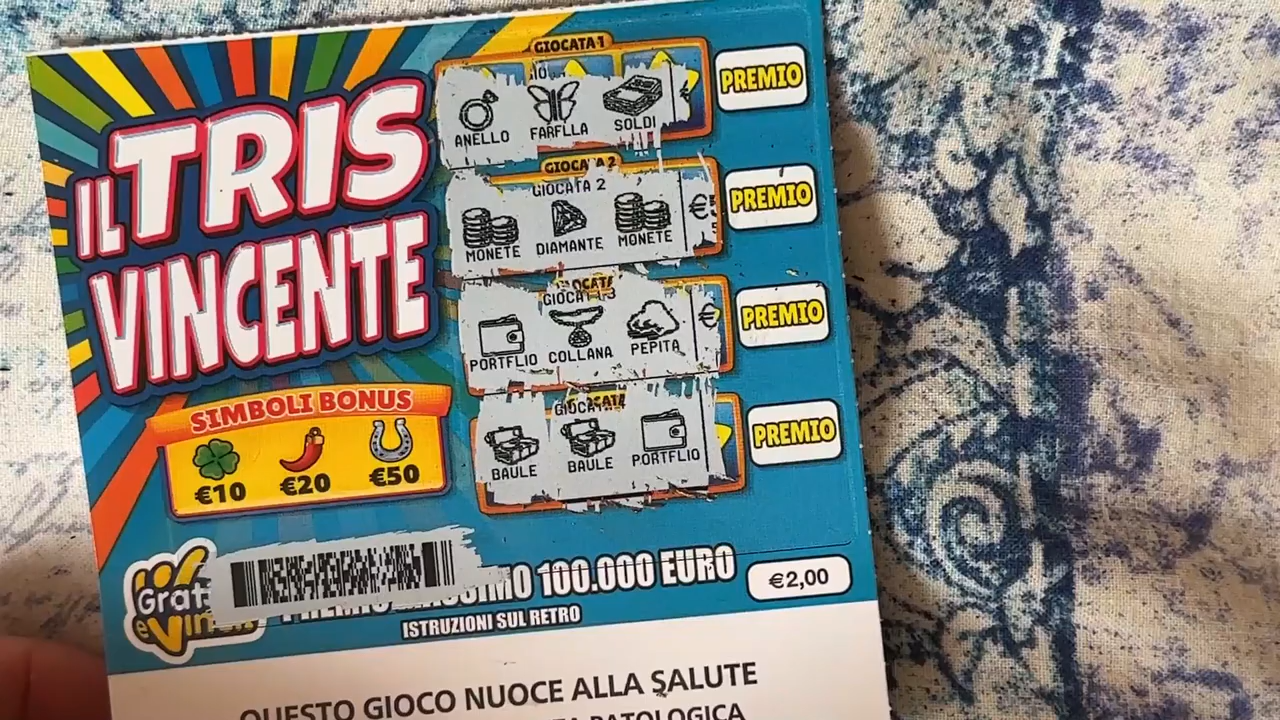 IL TRIS
VINCENTE
GIOCATA 1
ANELLO FARFLLA SOLDI
PREMIO
GIOCATA 2
GIOCATA 2
MONETE DIAMANTE MONETE €
PREMIO
GIOCATA 3
PORTFLIO COLLANA PEPITA €
PREMIO
BAULE BAULE PORTFLIO
PREMIO
SIMBOLI BONUS
€10 €20 €50
100.000 EURO
€2,00
ISTRUZIONI SUL RETRO
QUESTO GIOCO NUOCE ALLA SALUTE